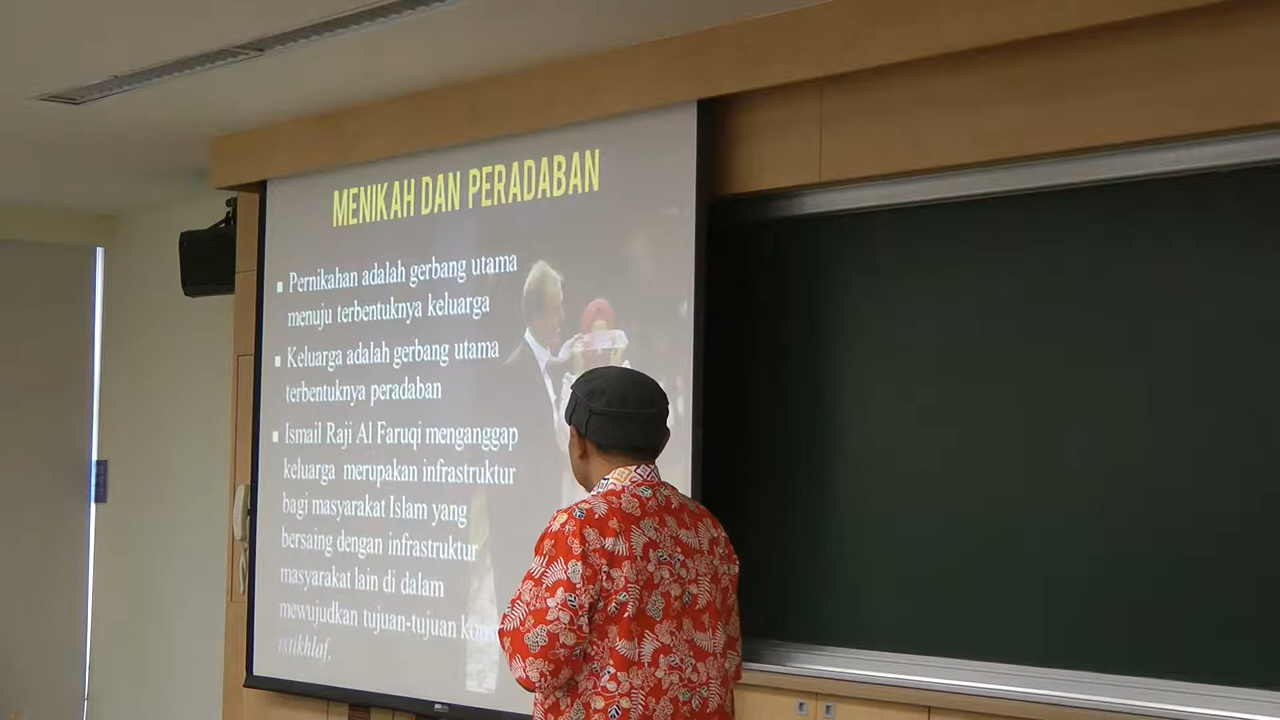 MENIKAH DAN PERADABAN
Pernikahan adalah gerbang utama
menuju terbentuknya keluarga
Keluarga adalah gerbang utama
terbentuknya peradaban
Ismail Raji Al Faruqi menganggap
keluarga merupakan infrastruktur
bagi masyarakat Islam yang
bersaing dengan infrastruktur
masyarakat lain di dalam
mewujudkan tujuan-tujuan
istikhlaf.